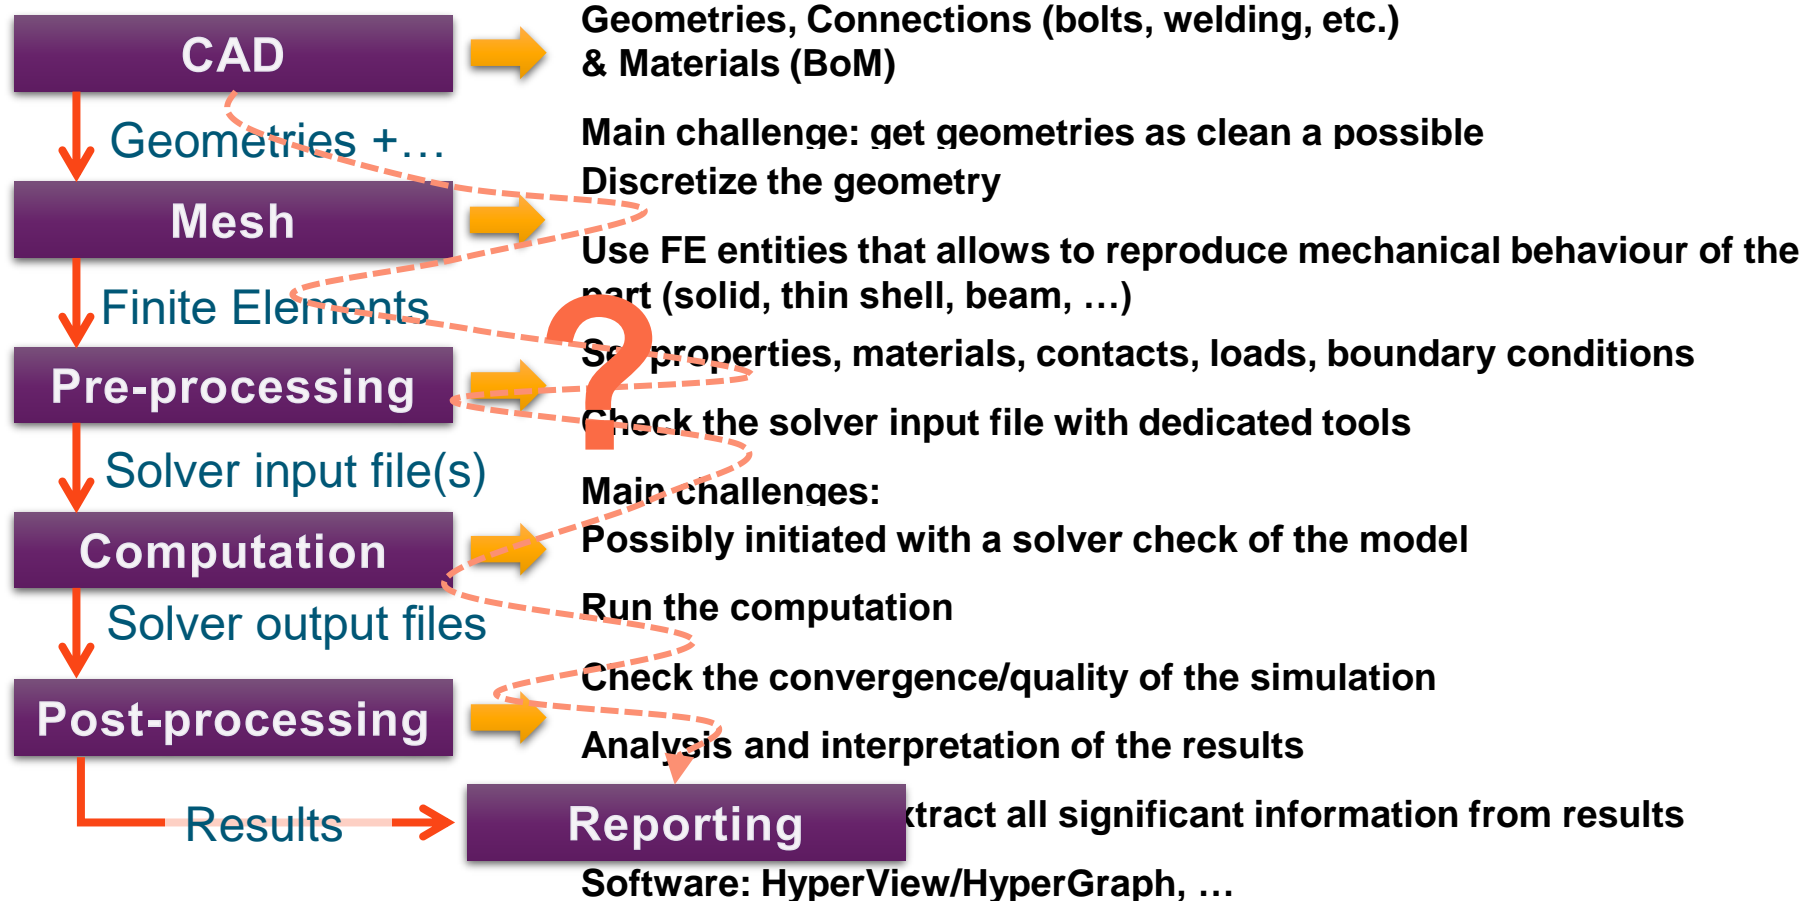 CAD
Geometries, Connections (bolts, welding, etc.)
& Materials (BoM)
Geometries +…
Main challenge: get geometries as clean a possible
Mesh
Discretize the geometry
Use FE entities that allows to reproduce mechanical behaviour of the
part (solid, thin shell, beam, …)
Finite Elements
?
Pre-processing
Set properties, materials, contacts, loads, boundary conditions
Check the solver input file with dedicated tools
Solver input file(s)
Main challenges:
Computation
Possibly initiated with a solver check of the model
Run the computation
Solver output files
Check the convergence/quality of the simulation
Post-processing
Analysis and interpretation of the results
Results
Reporting
xtract all significant information from results
Software: HyperView/HyperGraph, …